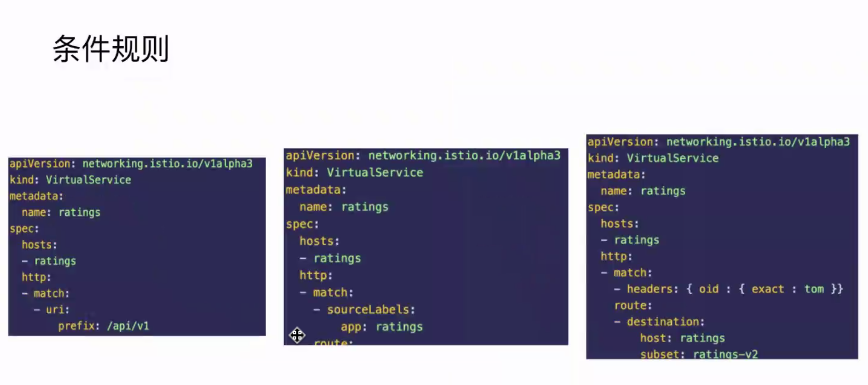 条件规则
apiVersion: networking.istio.io/v1alpha3
kind: VirtualService
metadata:
  name: ratings
spec:
  hosts:
  - ratings
  http:
  - match:
    - uri:
        prefix: /api/v1
apiVersion: networking.istio.io/v1alpha3
kind: VirtualService
metadata:
  name: ratings
spec:
  hosts:
  - ratings
  http:
  - match:
    - sourceLabels:
        app: ratings
    route:
apiVersion: networking.istio.io/v1alpha3
kind: VirtualService
metadata:
  name: ratings
spec:
  hosts:
  - ratings
  http:
  - match:
    - headers: { oid : { exact : tom }}
    route:
    - destination:
        host: ratings
        subset: ratings-v2